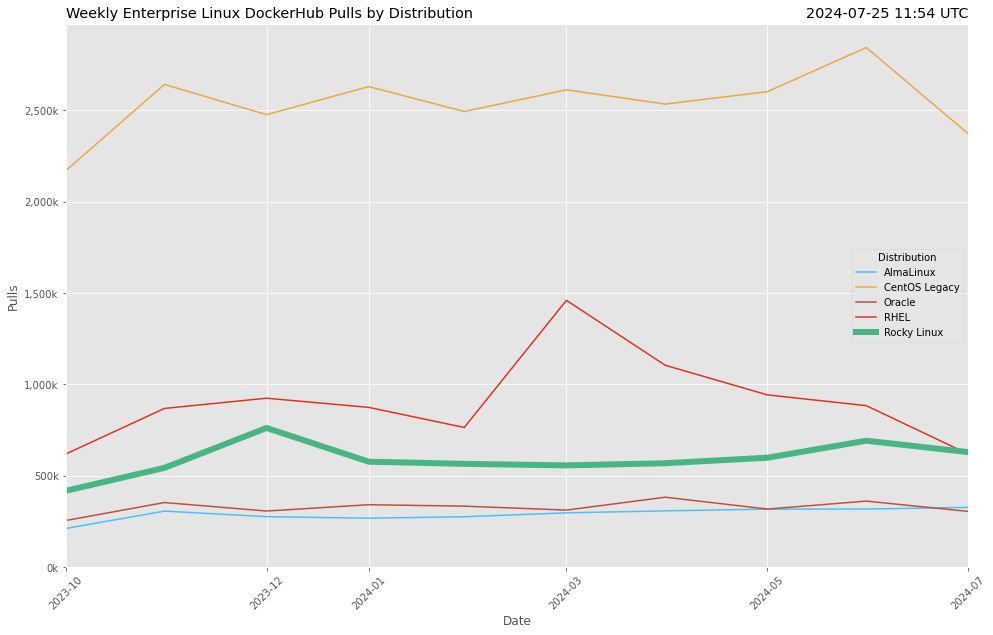 Weekly Enterprise Linux DockerHub Pulls by Distribution
2024-07-25 11:54 UTC
2,500k
2,000k
1,500k
1,000k
500k
0k
Pulls
Distribution
AlmaLinux
CentOS Legacy
Oracle
RHEL
Rocky Linux
2023-10
2023-12
2024-01
2024-03
2024-05
2024-07
Date